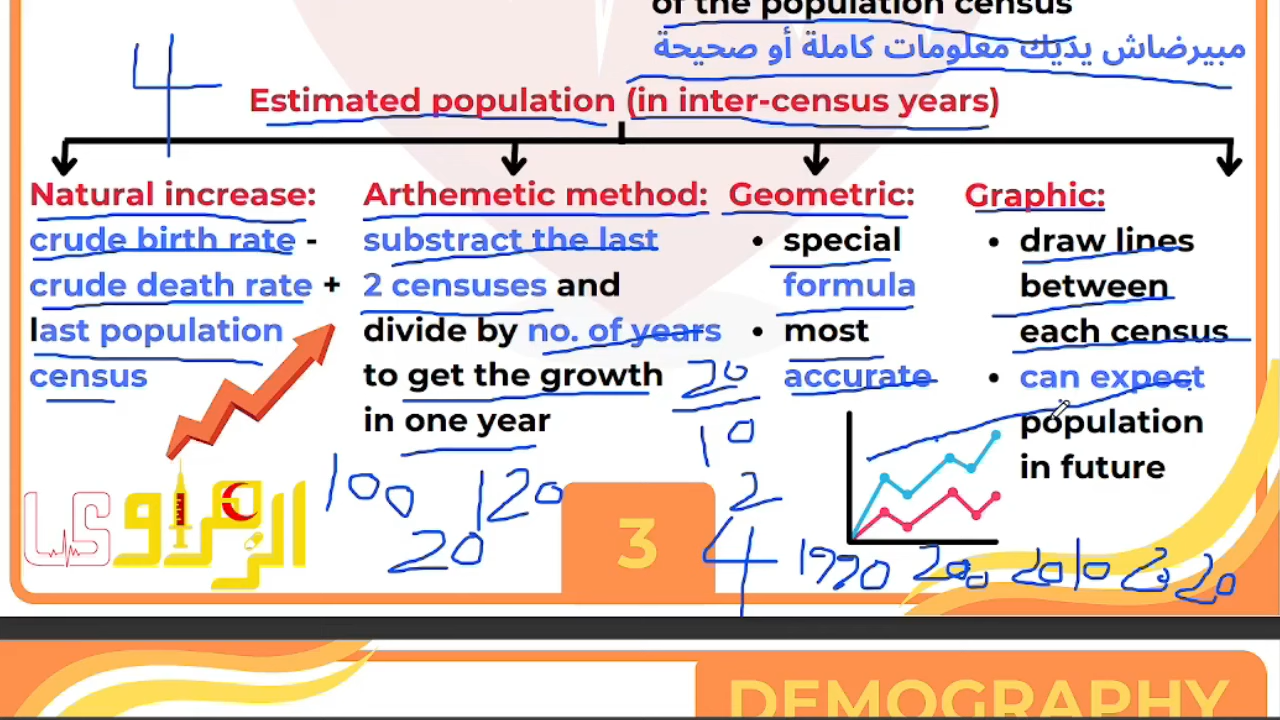 of the population census
مبيرضاش يديك معلومات كاملة أو صحيحة
4
Estimated population (in inter-census years)
Natural increase:
crude birth rate -
crude death rate +
last population
census
Arthemetic method:
substract the last
2 censuses and
divide by no. of years
to get the growth
in one year
Geometric:
• special
formula
• most
accurate
Graphic:
• draw lines
between
each census
• can expect
population
in future
20
10
2
4
100 120
20
1990 2000 2010 2020
3
DEMOGRAPHY